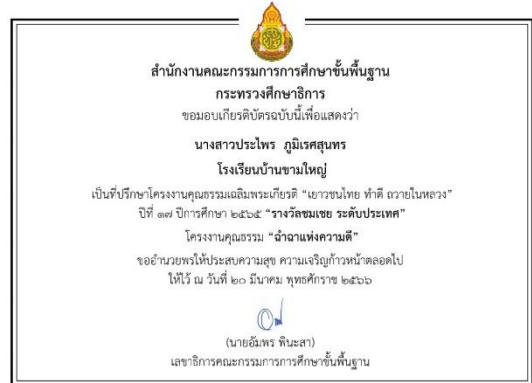 สำนักงานคณะกรรมการการศึกษาขั้นพื้นฐาน
กระทรวงศึกษาธิการ
ขอมอบเกียรติบัตรฉบับนี้เพื่อแสดงว่า
นางสาวประไพร ภูมิเรศสุนทร
โรงเรียนบ้านขามใหญ่
เป็นที่ปรึกษาโครงงานคุณธรรมเฉลิมพระเกียรติ “เยาวชนไทย ทำดี ถวายในหลวง”
ปีที่ ๑๗ ปีการศึกษา ๒๕๖๕ “รางวัลชมเชย ระดับประเทศ”
โครงงานคุณธรรม “ฉำฉาแห่งความดี”
ขออำนวยพรให้ประสบความสุข ความเจริญก้าวหน้าตลอดไป
ให้ไว้ ณ วันที่ ๒๐ มีนาคม พุทธศักราช ๒๕๖๖
(นายอัมพร พินะสา)
เลขาธิการคณะกรรมการการศึกษาขั้นพื้นฐาน